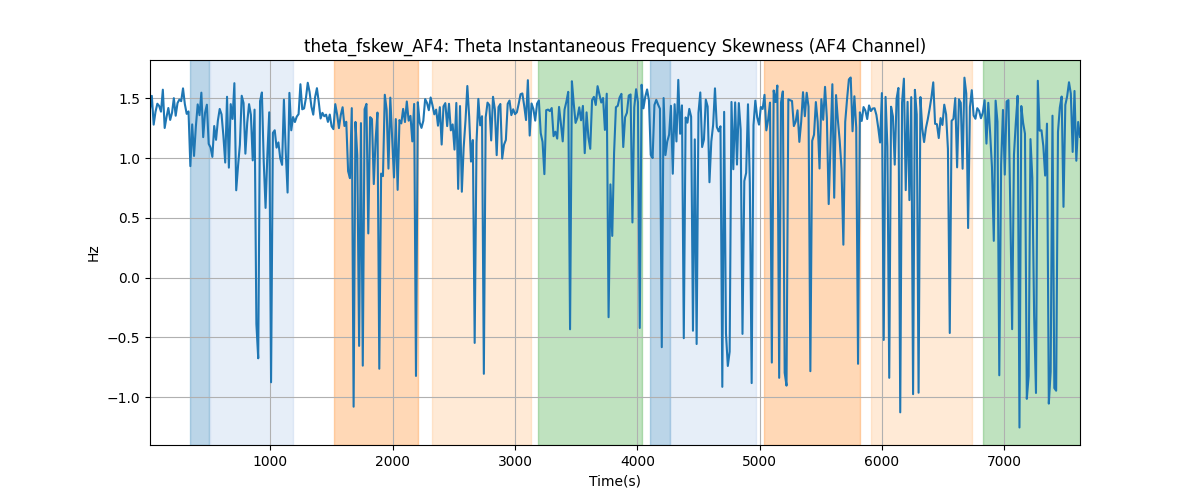 theta_fskew_AF4: Theta Instantaneous Frequency Skewness (AF4 Channel)
1.5
1.0
0.5
0.0
−0.5
−1.0
Hz
1000 2000 3000 4000 5000 6000 7000
Time(s)